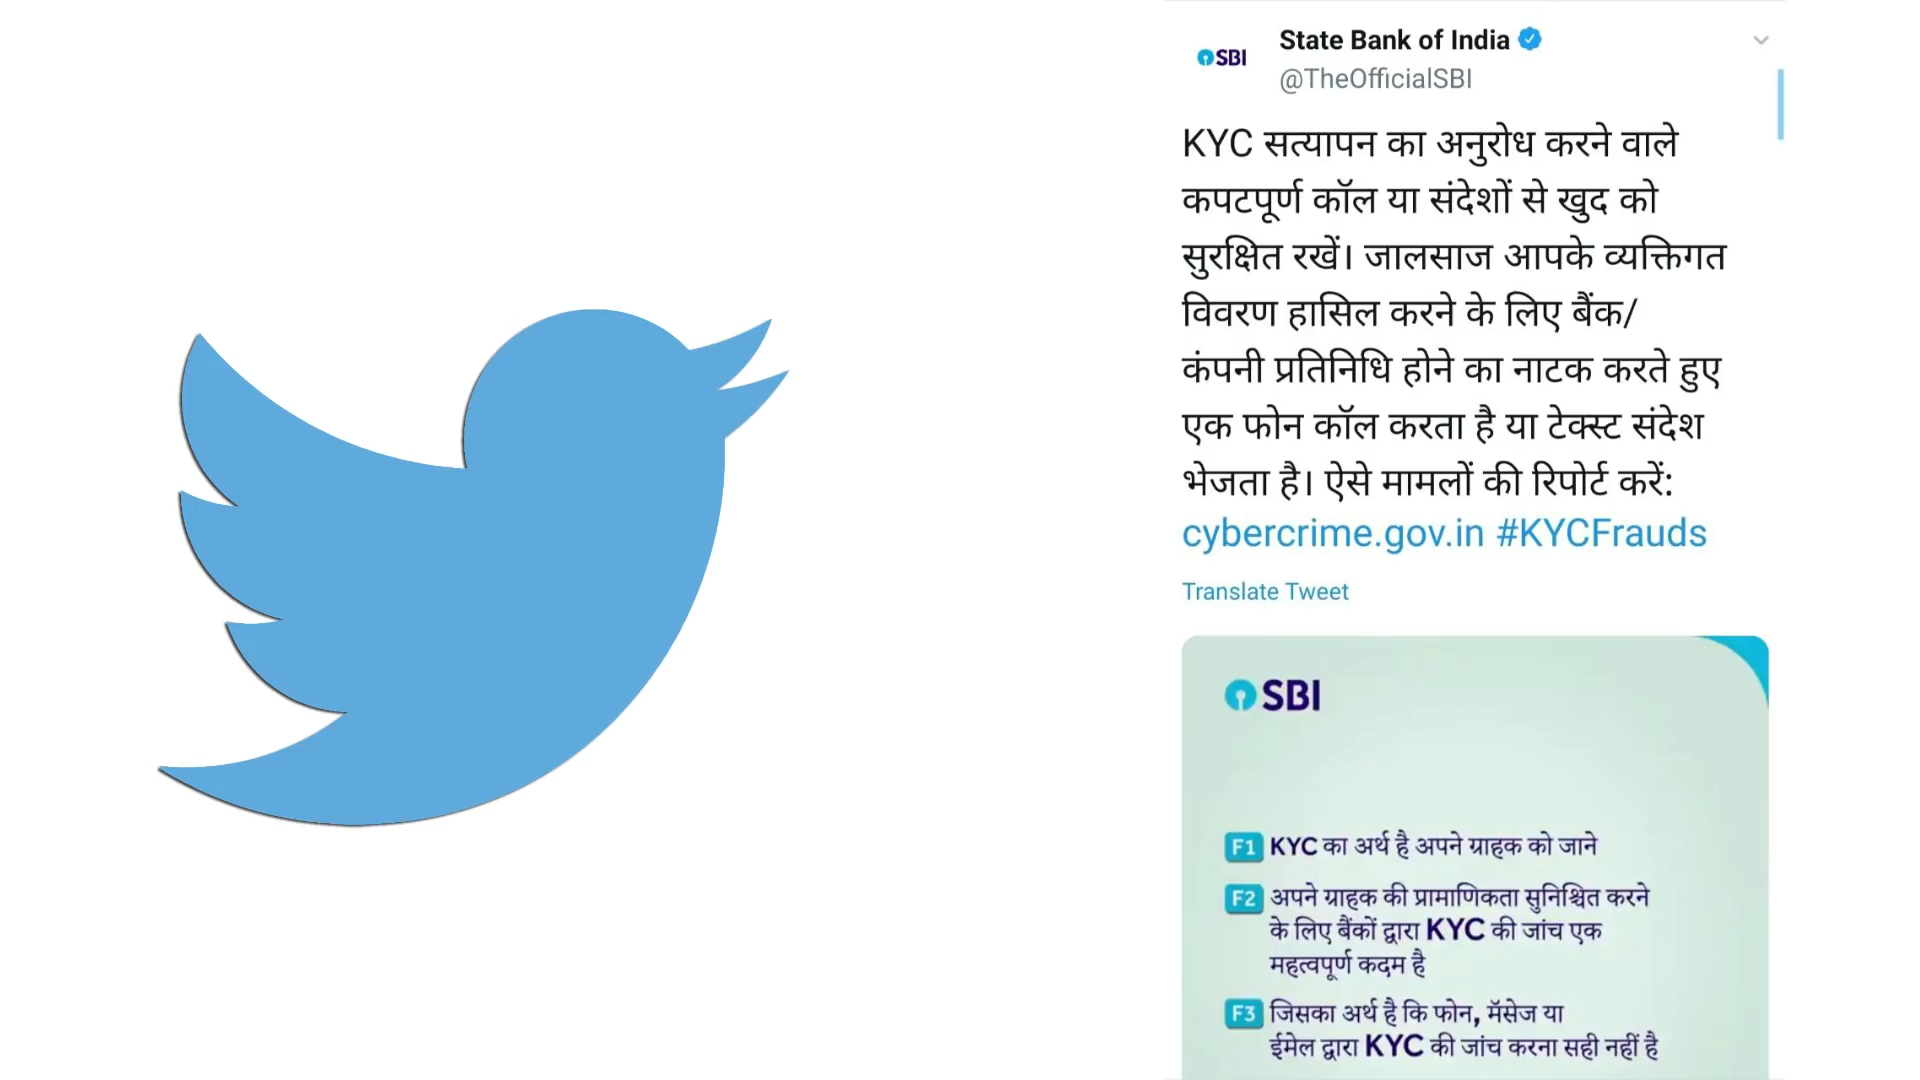 SBI
State Bank of India
@TheOfficialSBI
KYC सत्यापन का अनुरोध करने वाले
कपटपूर्ण कॉल या संदेशों से खुद को
सुरक्षित रखें। जालसाज आपके व्यक्तिगत
विवरण हासिल करने के लिए बैंक/
कंपनी प्रतिनिधि होने का नाटक करते हुए
एक फोन कॉल करता है या टेक्स्ट संदेश
भेजता है। ऐसे मामलों की रिपोर्ट करें:
cybercrime.gov.in #KYCFrauds
Translate Tweet
SBI
F1 KYC का अर्थ है अपने ग्राहक को जाने
F2 अपने ग्राहक की प्रामाणिकता सुनिश्चित करने
के लिए बैंकों द्वारा KYC की जांच एक
महत्वपूर्ण कदम है
F3 जिसका अर्थ है कि फोन, मॅसेज या
ईमेल द्वारा KYC की जांच करना सही नहीं है